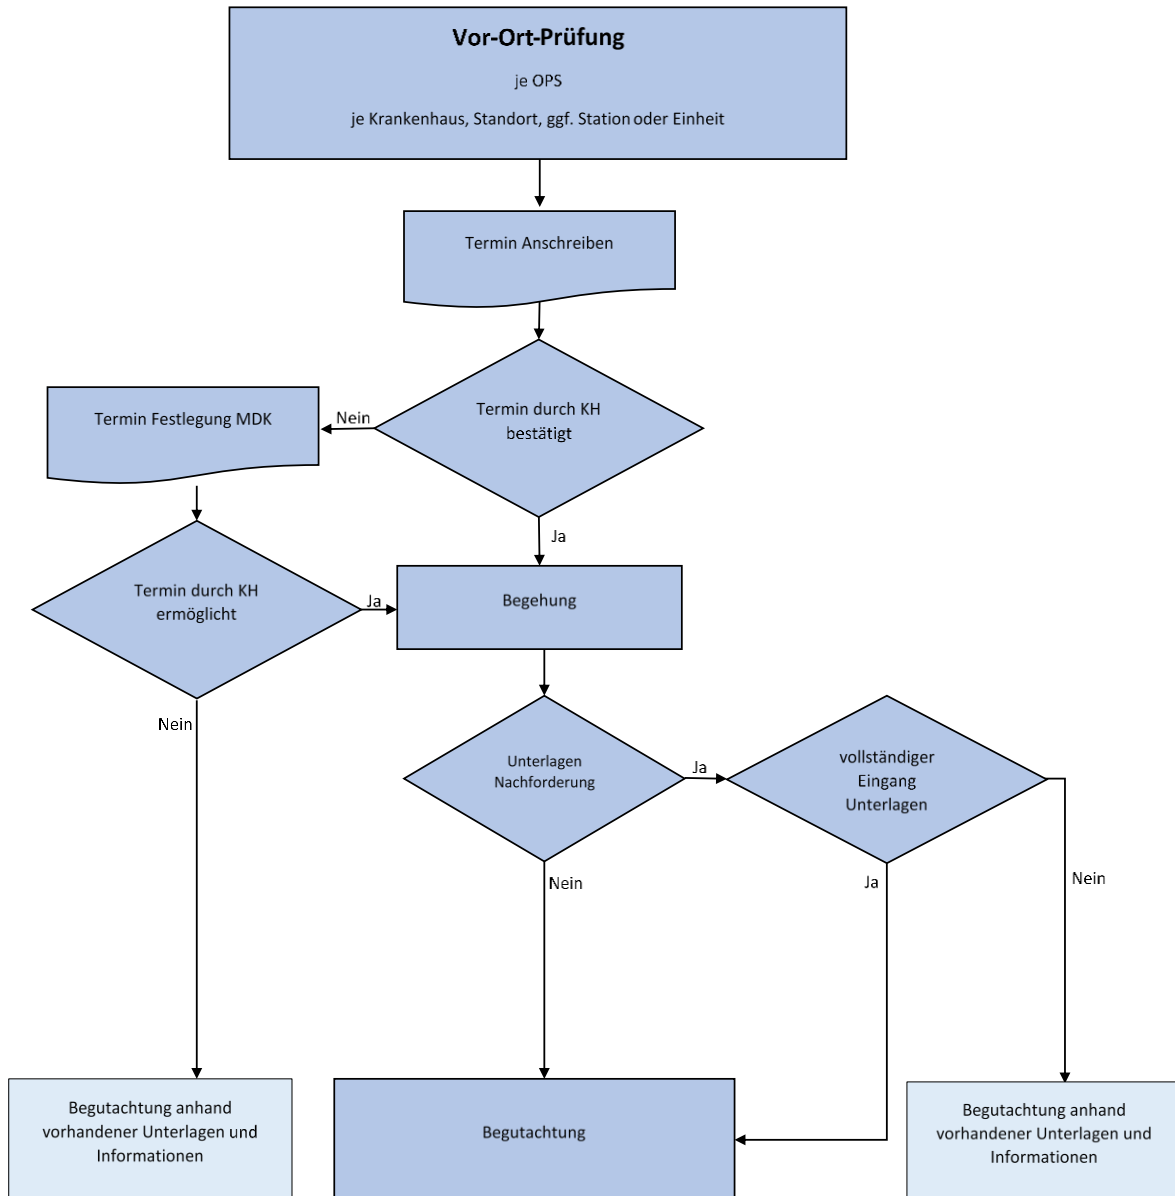 Vor-Ort-Prüfung
je OPS
je Krankenhaus, Standort, ggf. Station oder Einheit
Termin Anschreiben
Termin durch KH
bestätigt
Nein
Termin Festlegung MDK
Ja
Termin durch KH
ermöglicht
Ja
Begehung
Nein
Unterlagen
Nachforderung
Ja
vollständiger
Eingang
Unterlagen
Nein
Ja
Nein
Begutachtung anhand
vorhandener Unterlagen und
Informationen
Begutachtung
Begutachtung anhand
vorhandener Unterlagen und
Informationen